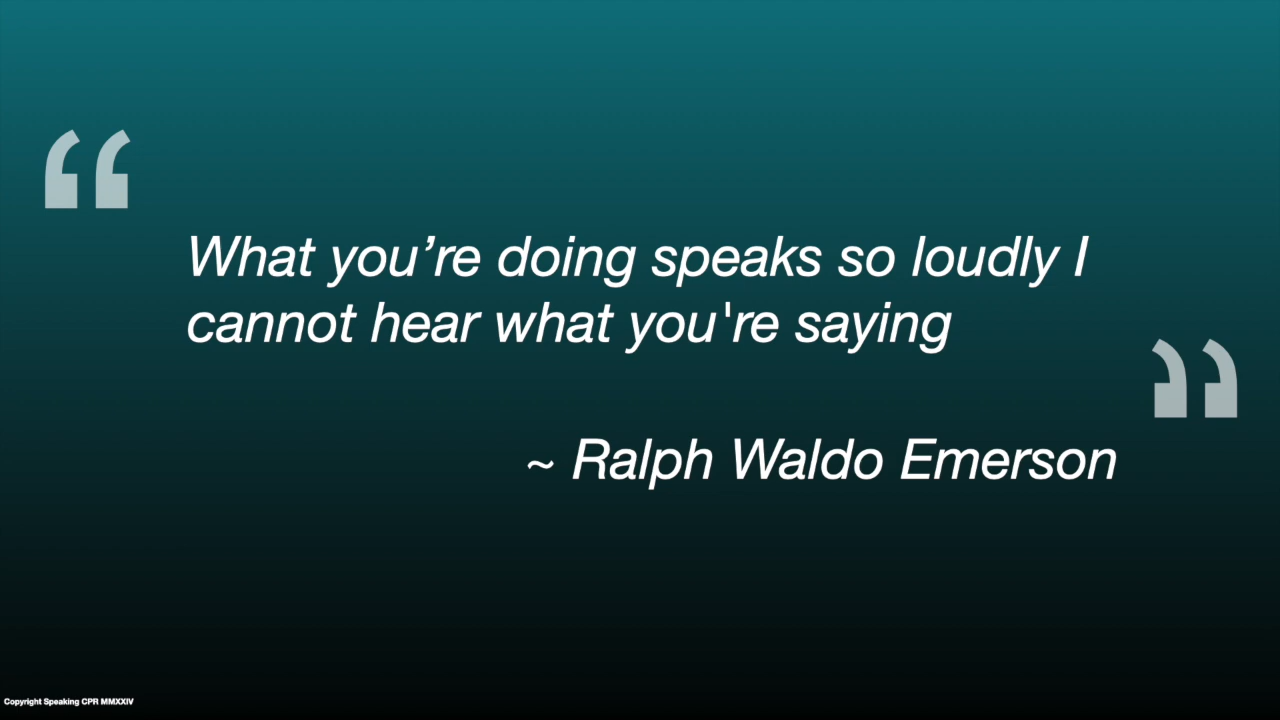 “
What you’re doing speaks so loudly I
cannot hear what you're saying
”
~ Ralph Waldo Emerson
Copyright Speaking CPR MMXXIV